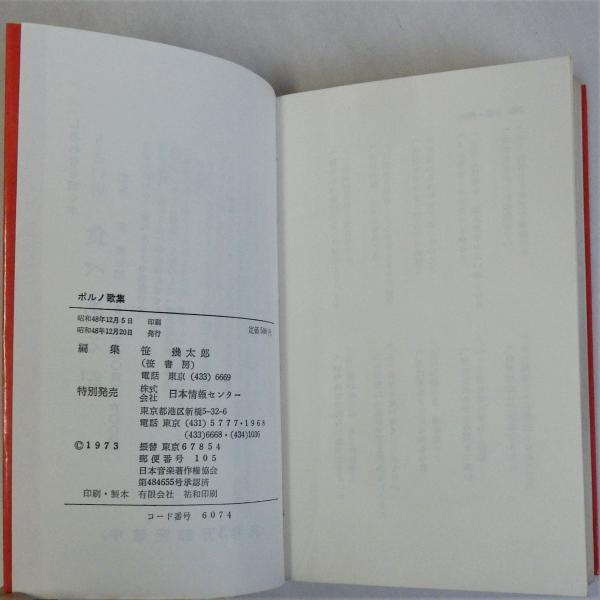 ポルノ歌集
昭和48年12月5日 印刷
昭和48年12月20日 発行
定価500円
編集 笹 幾太郎
(笹書房)
電話 東京 (433) 6669
特別発売 株式会社 日本情報センター
東京都港区新橋5-32-6
電話 東京 (431) 5777・1968
(433)6668・(434)1036
©1973 振替 東京67854
郵便番号 105
日本音楽著作権協会
第484655号承認済
印刷・製本 有限会社 祐和印刷
コード番号 6074